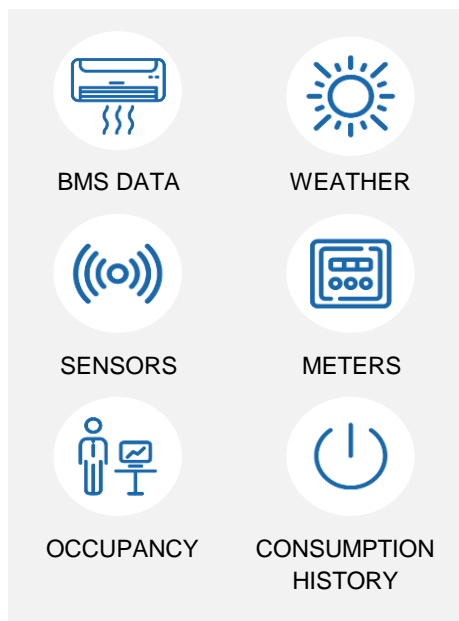 BMS DATA
WEATHER
SENSORS
METERS
OCCUPANCY
CONSUMPTION
HISTORY